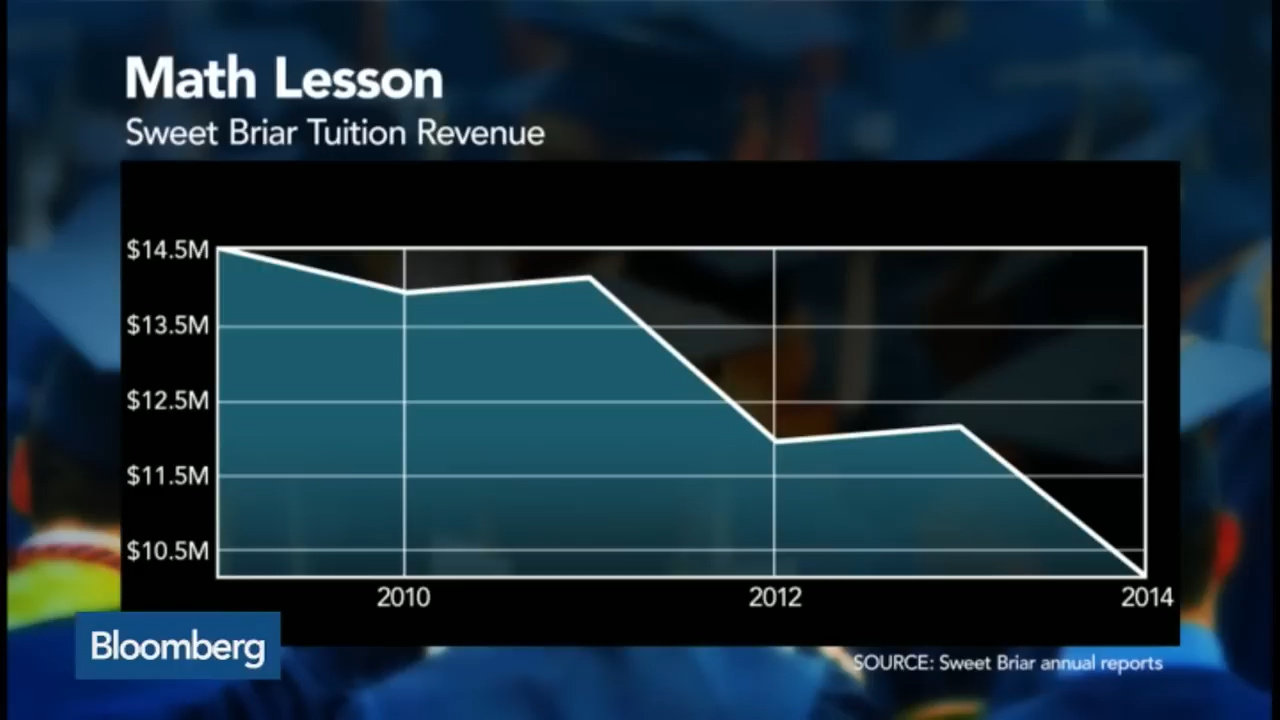 Math Lesson
Sweet Briar Tuition Revenue
$14.5M
$13.5M
$12.5M
$11.5M
$10.5M
2010 2012 2014
Bloomberg
SOURCE: Sweet Briar annual reports